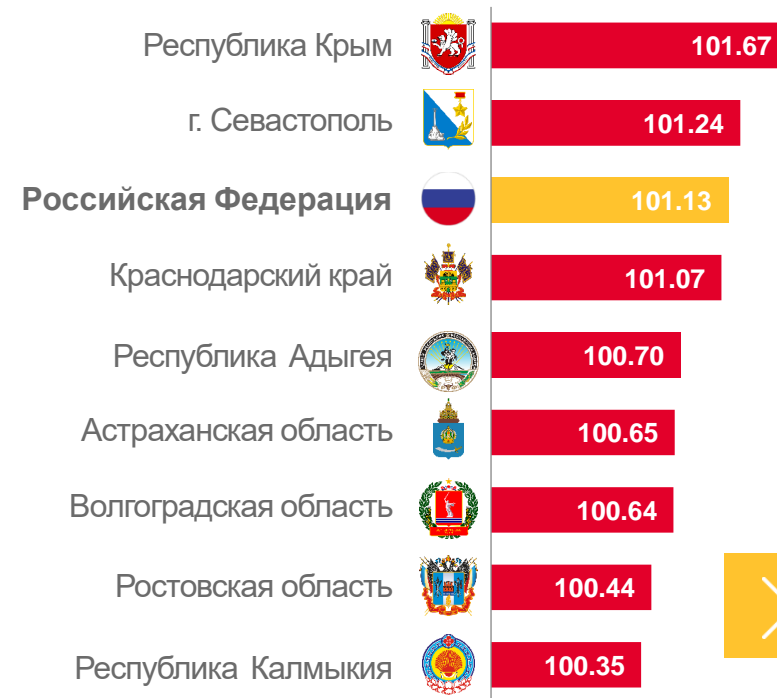 Республика Крым 101.67
г. Севастополь 101.24
Российская Федерация 101.13
Краснодарский край 101.07
Республика Адыгея 100.70
Астраханская область 100.65
Волгоградская область 100.64
Ростовская область 100.44
Республика Калмыкия 100.35